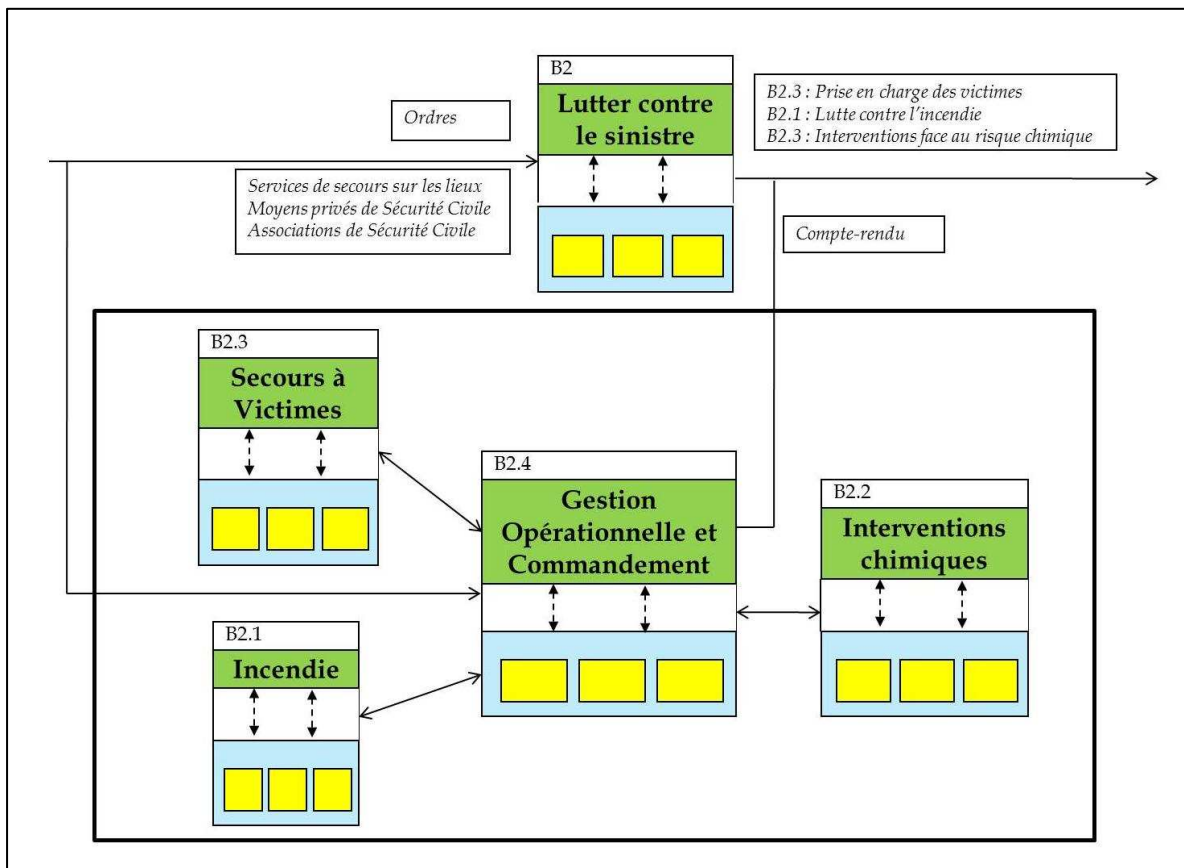 B2
Lutter contre
le sinistre
Ordres
B2.3 : Prise en charge des victimes
B2.1 : Lutte contre l'incendie
B2.3 : Interventions face au risque chimique
Services de secours sur les lieux
Moyens privés de Sécurité Civile
Associations de Sécurité Civile
Compte-rendu
B2.3
Secours à
Victimes
B2.4
Gestion
Opérationnelle et
Commandement
B2.2
Interventions
chimiques
B2.1
Incendie